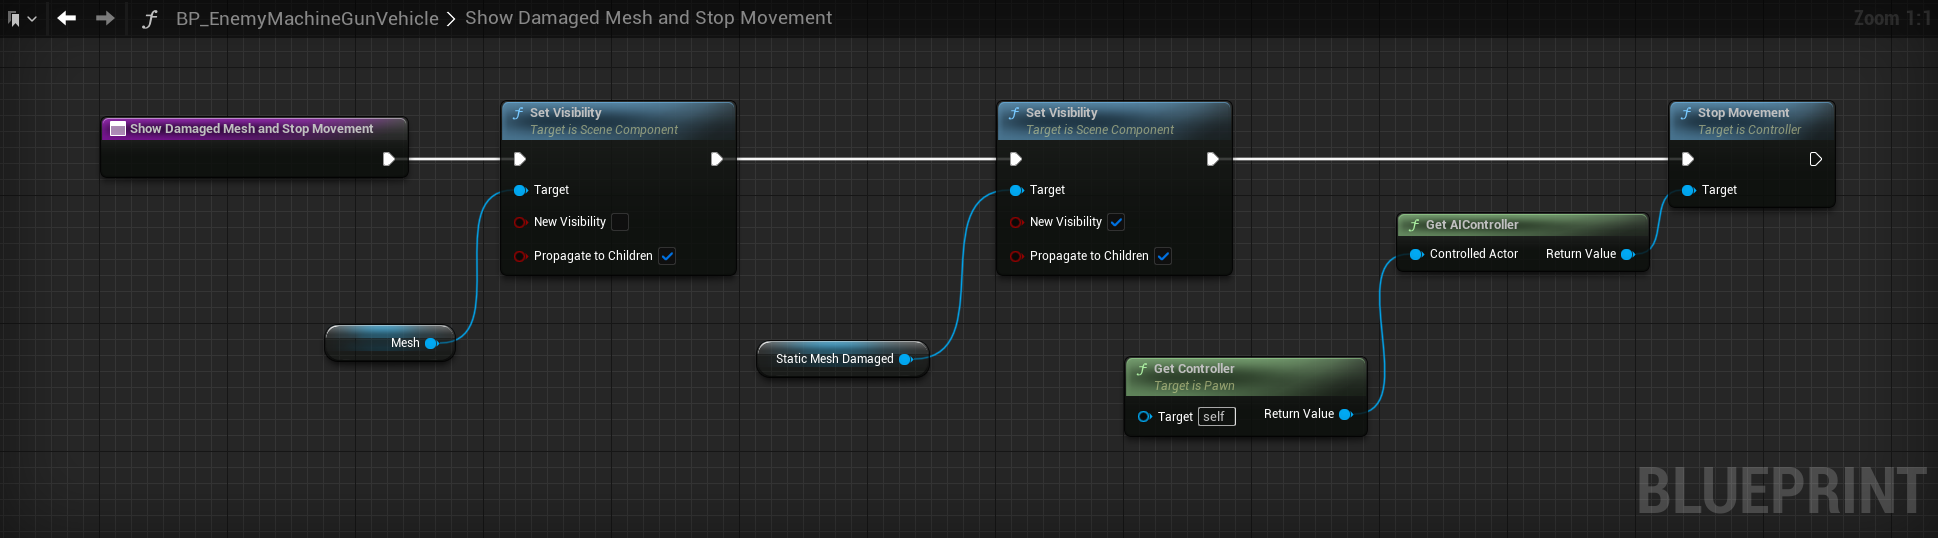 BP_EnemyMachineGunVehicle > Show Damaged Mesh and Stop Movement
Zoom 1:1
Show Damaged Mesh and Stop Movement
Set Visibility
Target is Scene Component
Target
New Visibility
Propagate to Children
Mesh
Set Visibility
Target is Scene Component
Target
New Visibility
Propagate to Children
Static Mesh Damaged
Get Controller
Target is Pawn
Target self
Return Value
Get AIController
Controlled Actor
Return Value
Stop Movement
Target is Controller
Target
BLUEPRINT